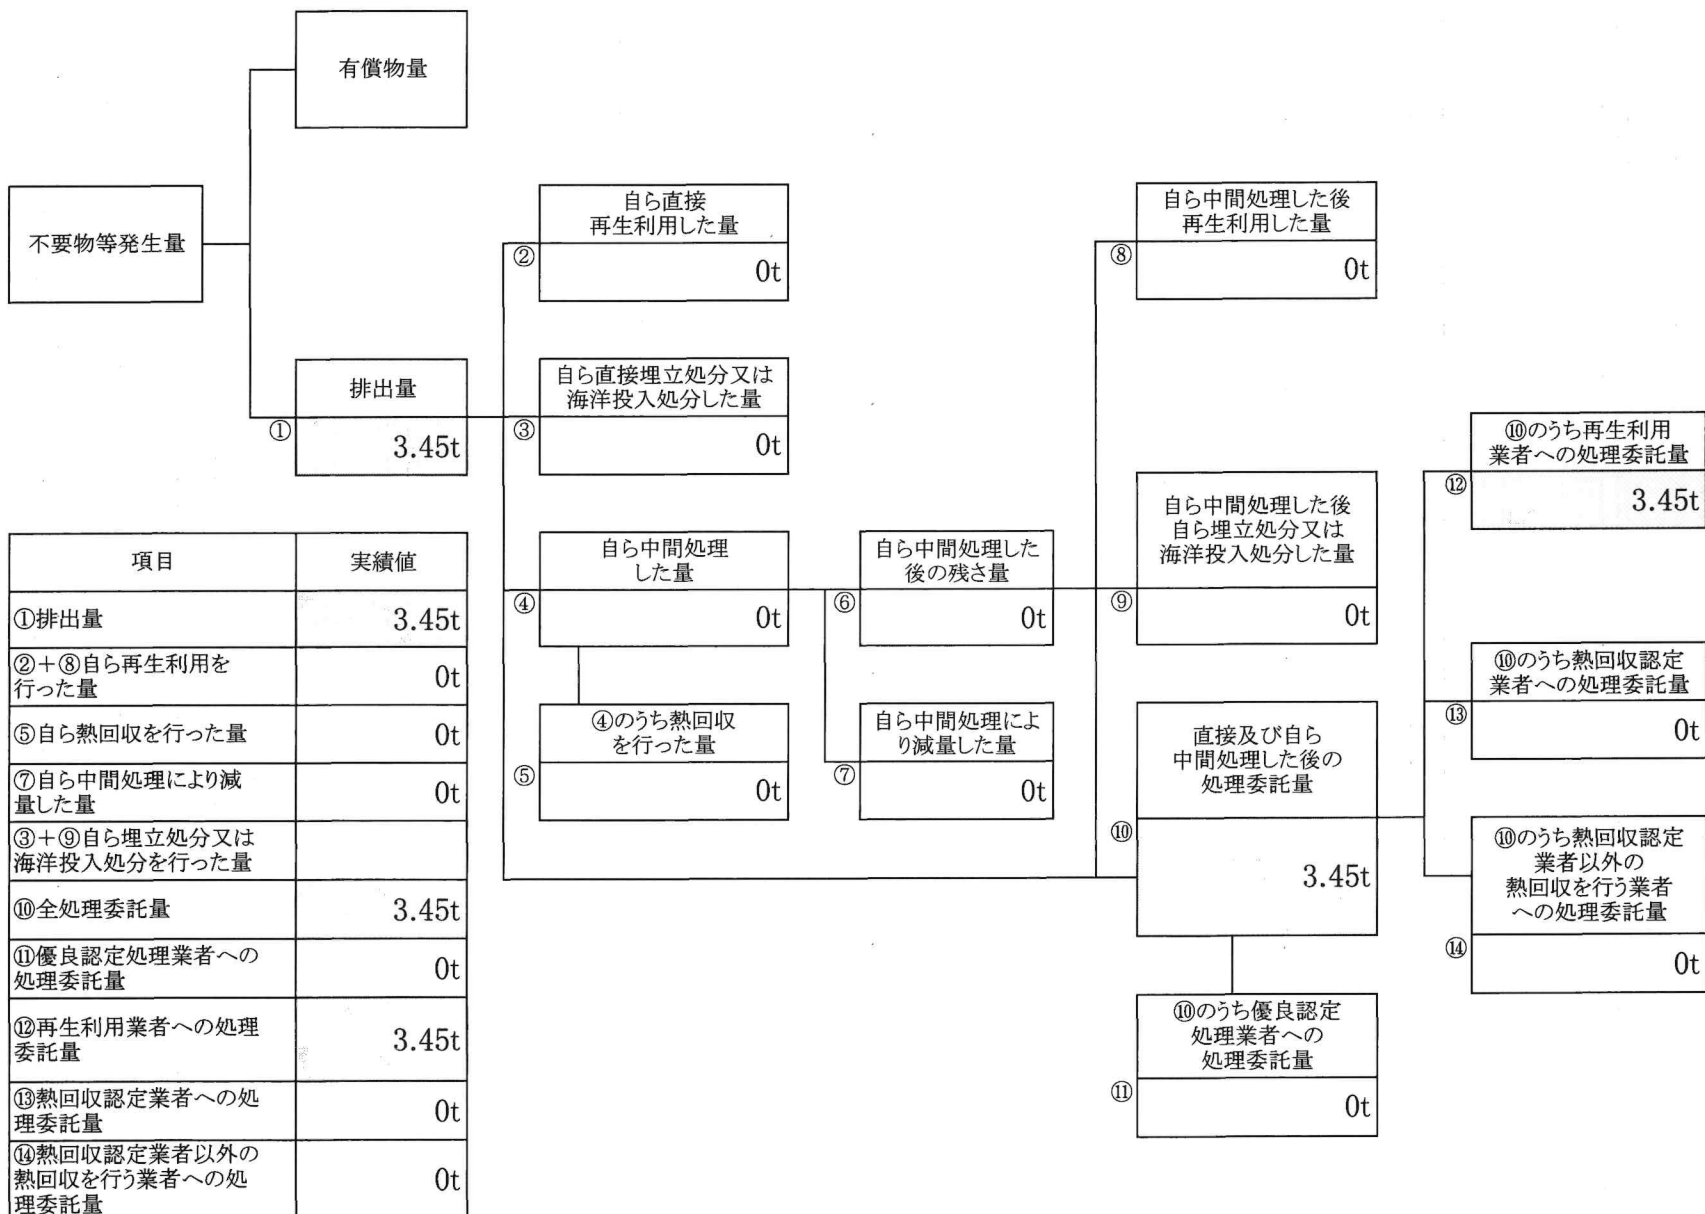 有償物量
不要物等発生量
自ら直接
再生利用した量
②
0t
自ら中間処理した後
再生利用した量
⑧
0t
排出量
①
3.45t
自ら直接埋立処分又は
海洋投入処分した量
③
0t
⑩のうち再生利用
業者への処理委託量
⑫
3.45t
自ら中間処理
した量
④
0t
自ら中間処理した
後の残さ量
⑥
0t
自ら中間処理した後
自ら埋立処分又は
海洋投入処分した量
⑨
0t
⑩のうち熱回収認定
業者への処理委託量
⑬
0t
④のうち熱回収
を行った量
⑤
0t
自ら中間処理によ
り減量した量
⑦
0t
直接及び自ら
中間処理した後の
処理委託量
⑩
3.45t
⑩のうち熱回収認定
業者以外の
熱回収を行う業者
への処理委託量
⑭
0t
⑩のうち優良認定
処理業者への
処理委託量
⑪
0t
項目 実績値
①排出量 3.45t
②+⑧自ら再生利用を
行った量 0t
⑤自ら熱回収を行った量 0t
⑦自ら中間処理により減
量した量 0t
③+⑨自ら埋立処分又は
海洋投入処分を行った量
⑩全処理委託量 3.45t
⑪優良認定処理業者への
処理委託量 0t
⑫再生利用業者への処理
委託量 3.45t
⑬熱回収認定業者への処
理委託量 0t
⑭熱回収認定業者以外の
熱回収を行う業者への処
理委託量 0t